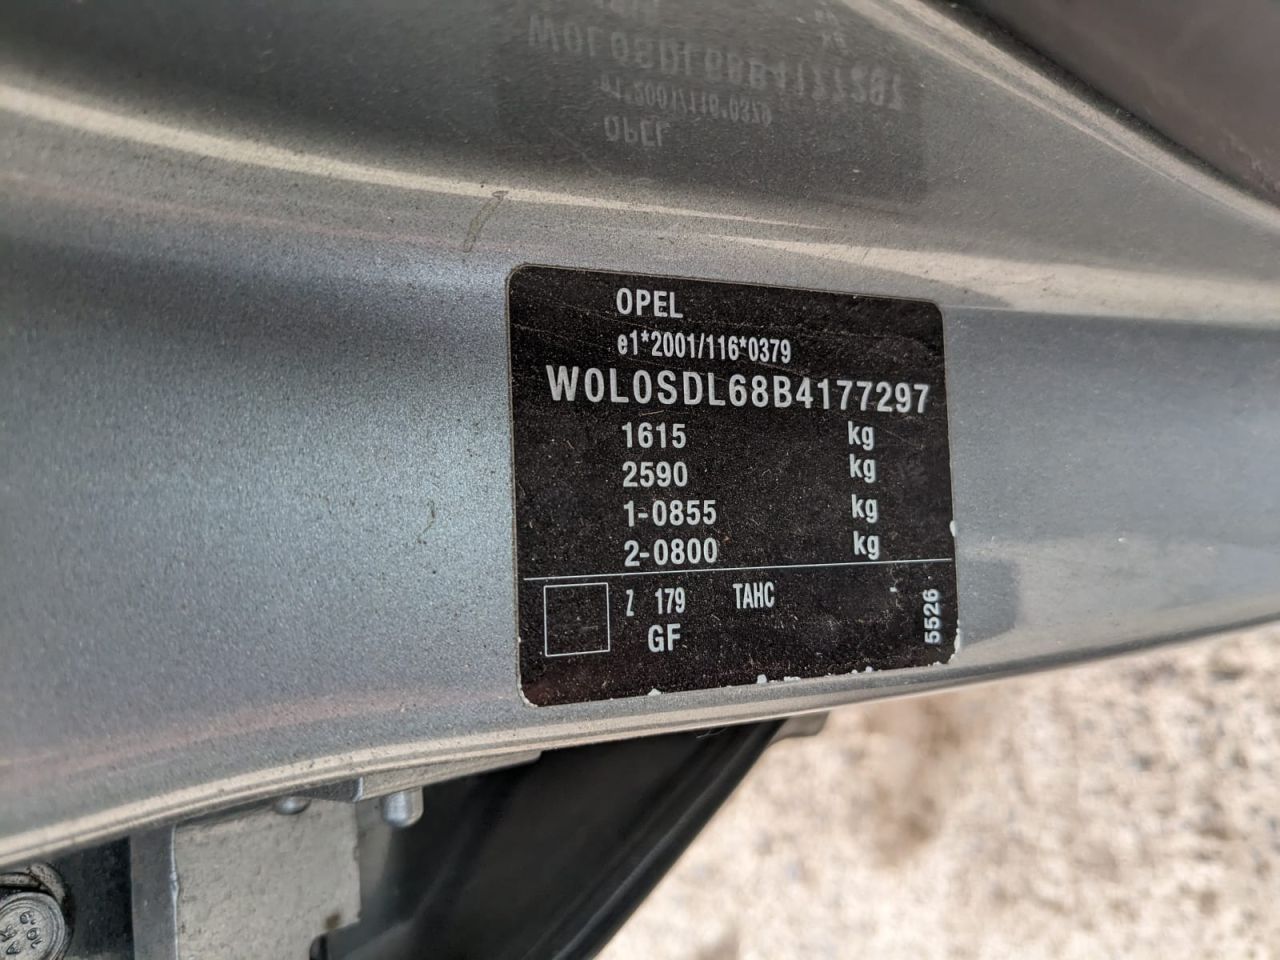 OPEL
e1*2001/116*0379
W0L0SDL68B4177297
1615 kg
2590 kg
1-0855 kg
2-0800 kg
Z 179 TAHC -
GF
5526